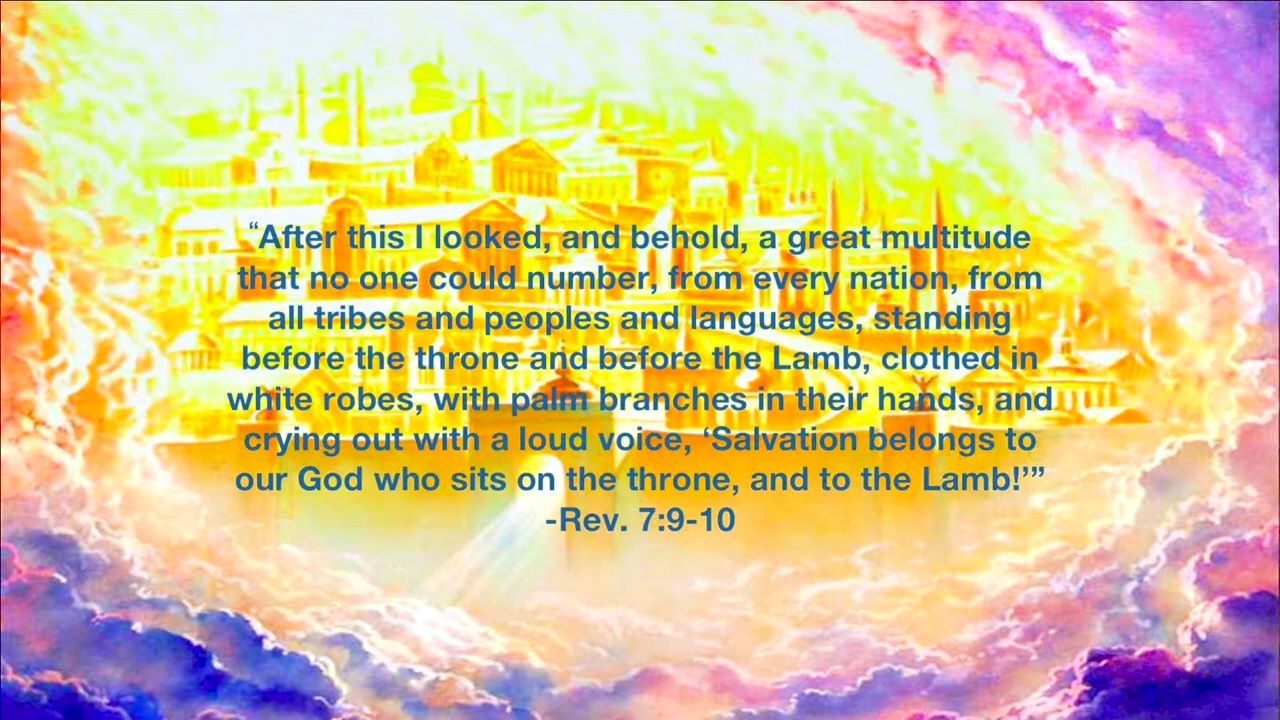 “After this I looked, and behold, a great multitude
that no one could number, from every nation, from
all tribes and peoples and languages, standing
before the throne and before the Lamb, clothed in
white robes, with palm branches in their hands, and
crying out with a loud voice, ‘Salvation belongs to
our God who sits on the throne, and to the Lamb!’”
-Rev. 7:9-10